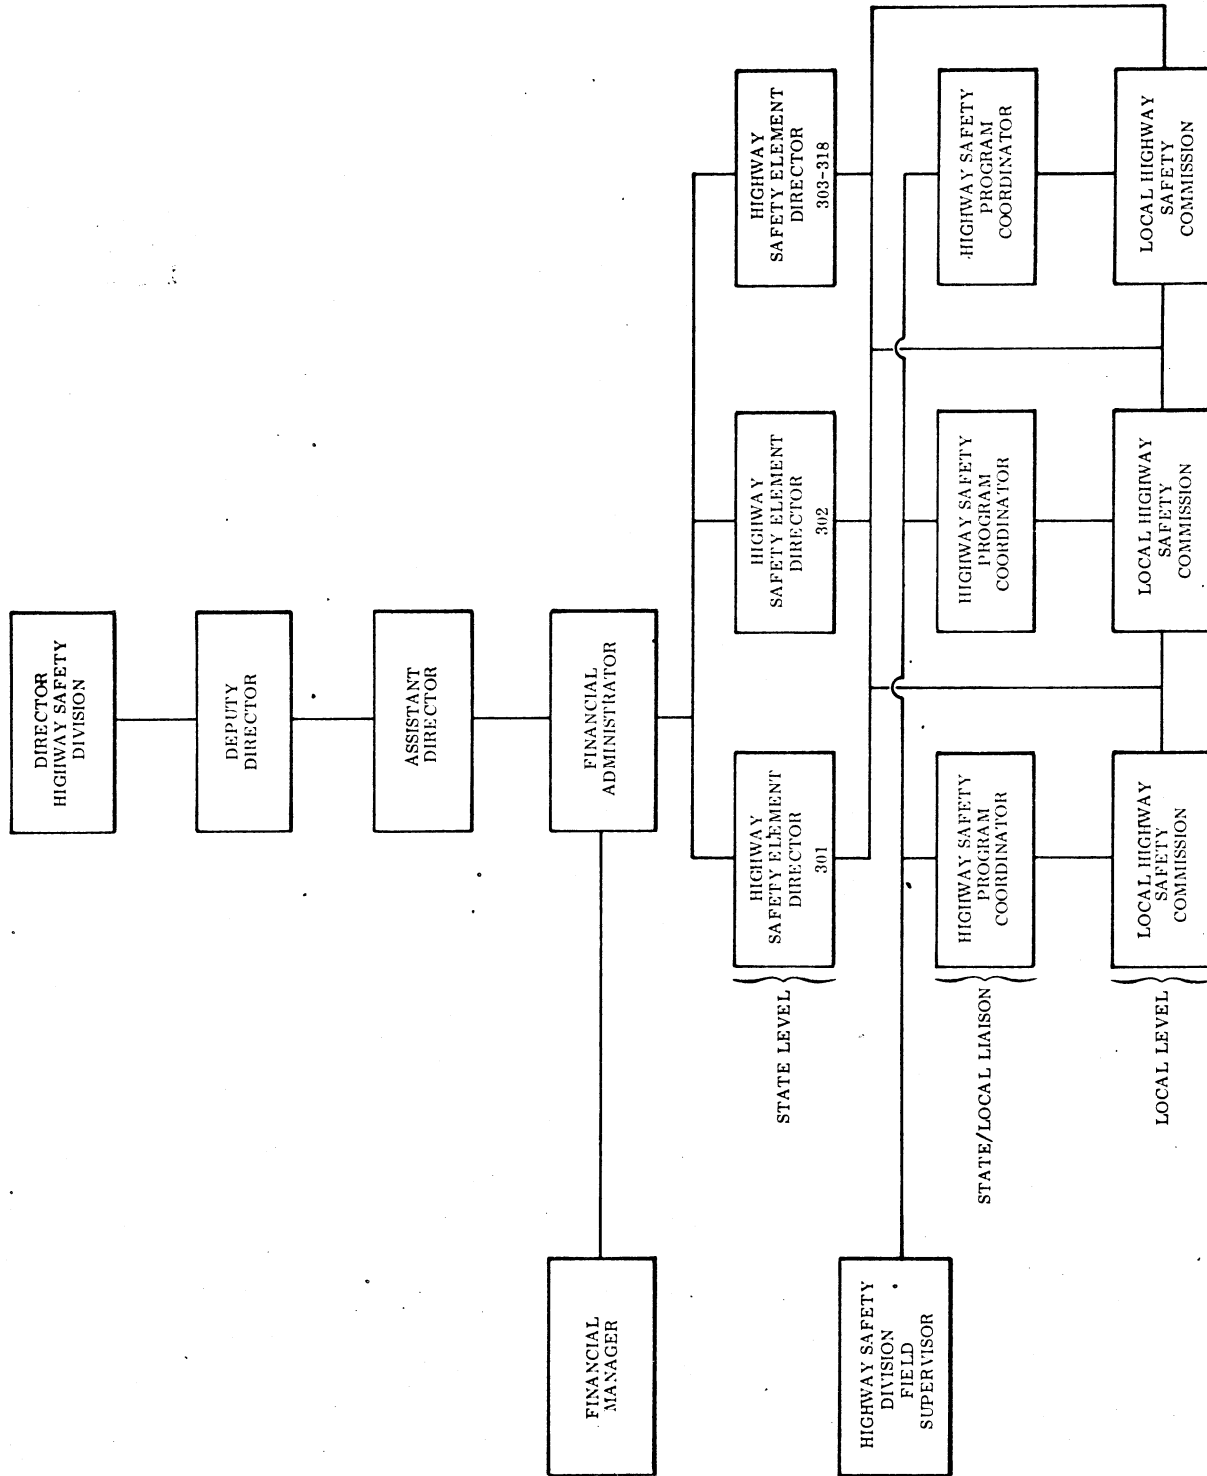 DIRECTOR
HIGHWAY SAFETY
DIVISION
DEPUTY
DIRECTOR
ASSISTANT
DIRECTOR
FINANCIAL
MANAGER
FINANCIAL
ADMINISTRATOR
STATE LEVEL
HIGHWAY
SAFETY ELEMENT
DIRECTOR
301
HIGHWAY
SAFETY ELEMENT
DIRECTOR
302
HIGHWAY
SAFETY ELEMENT
DIRECTOR
303-318
HIGHWAY SAFETY
DIVISION
FIELD
SUPERVISOR
STATE/LOCAL LIAISON
HIGHWAY SAFETY
PROGRAM
COORDINATOR
HIGHWAY SAFETY
PROGRAM
COORDINATOR
HIGHWAY SAFETY
PROGRAM
COORDINATOR
LOCAL LEVEL
LOCAL HIGHWAY
SAFETY
COMMISSION
LOCAL HIGHWAY
SAFETY
COMMISSION
LOCAL HIGHWAY
SAFETY
COMMISSION